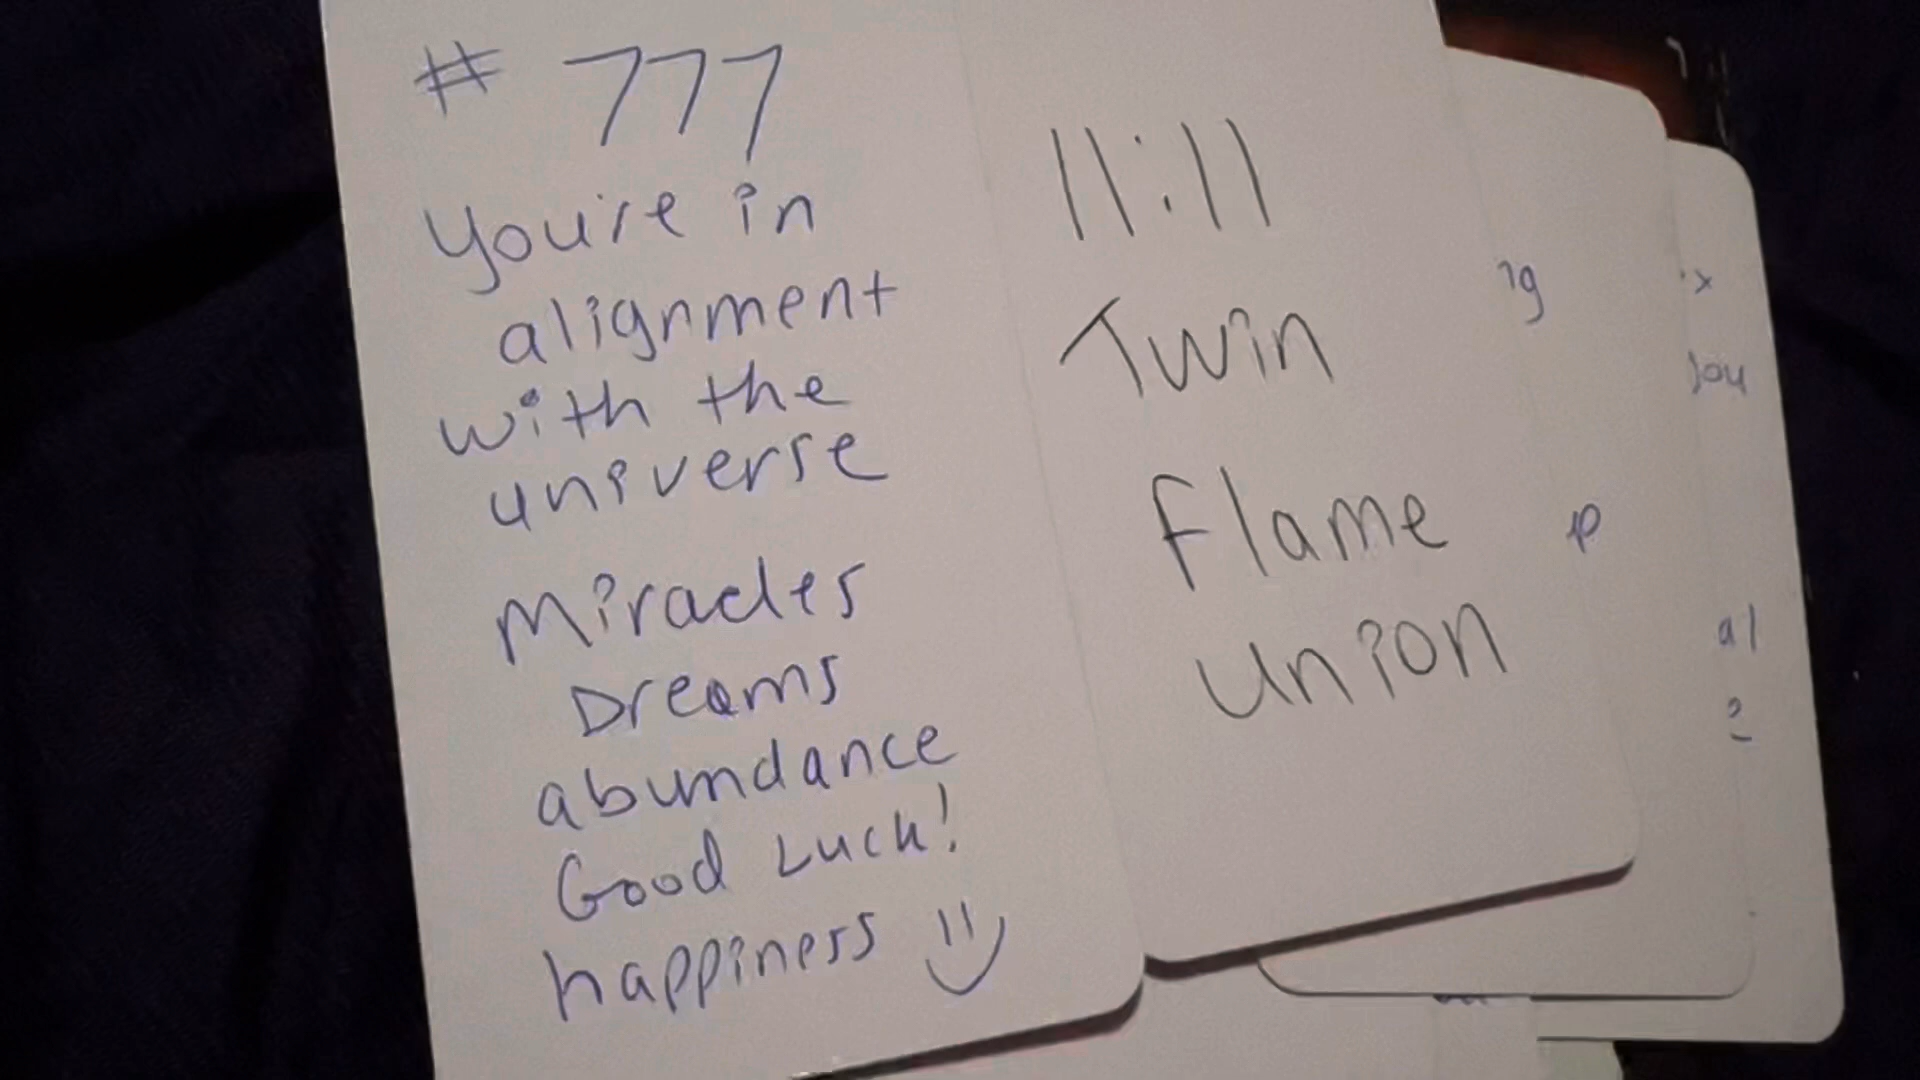 # 777
You're in
alignment
with the
universe
Miracles
Dreams
abundance
Good Luck!
happiness
11:11
Twin
Flame
Union